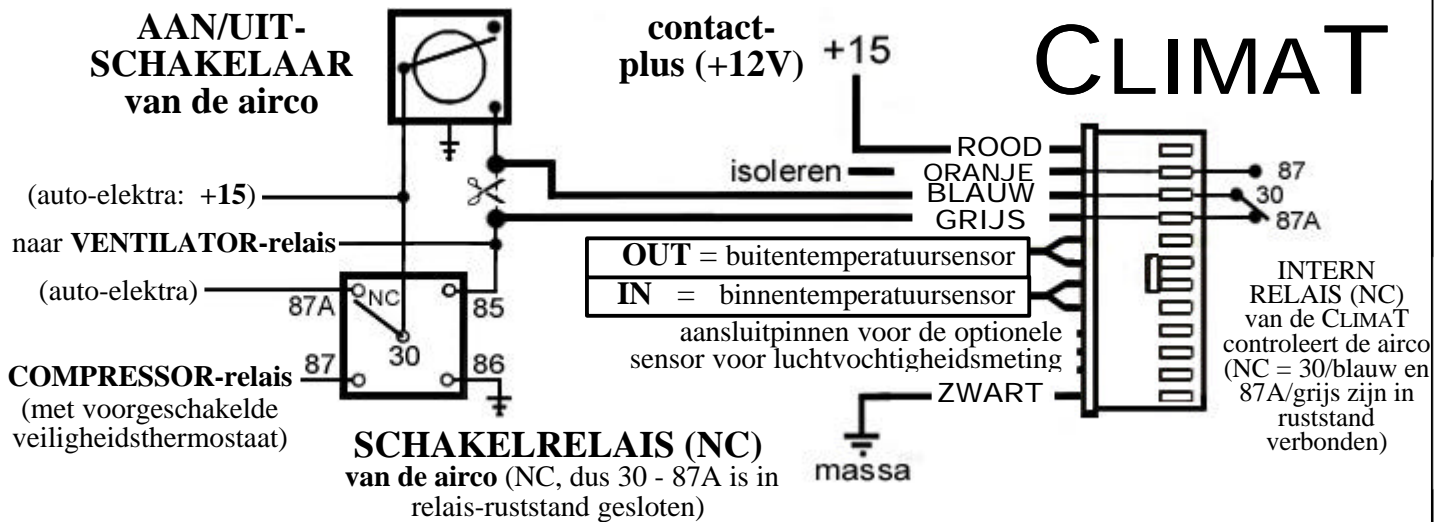 AAN/UIT-
SCHAKELAAR
van de airco
contact-
plus (+12V)
+15
CLIMAT
ROOD
isoleren
ORANJE
BLAUW
GRIJS
87
30
87A
(auto-elektra: +15)
naar VENTILATOR-relais
(auto-elektra)
87A
NC
85
30
87
86
COMPRESSOR-relais
(met voorgeschakelde
veiligheidsthermostaat)
OUT = buitentemperatuursensor
IN = binnentemperatuursensor
aansluitpinnen voor de optionele
sensor voor luchtvochtigheidsmeting
ZWART
massa
INTERN
RELAIS (NC)
van de CLIMAT
controleert de airco
(NC = 30/blauw en
87A/grijs zijn in
ruststand
verbonden)
SCHAKELRELAIS (NC)
van de airco (NC, dus 30 - 87A is in
relais-ruststand gesloten)